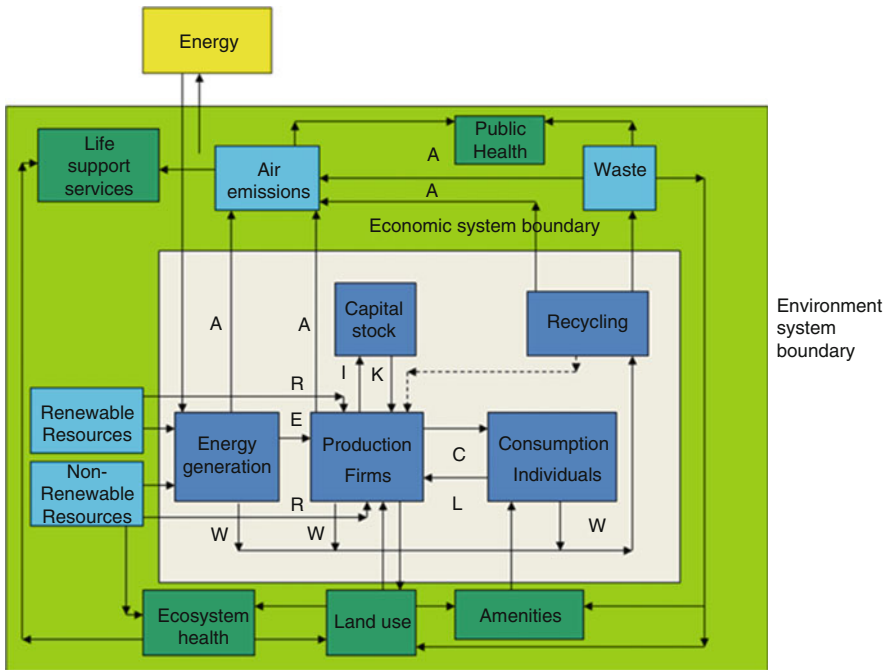 Energy
Life
support
services
Air
emissions
A
A
Public
Health
Waste
Economic system boundary
Environment
system
boundary
A
A
Capital
stock
Recycling
I
K
R
Renewable
Resources
Energy
generation
E
Production
Firms
C
L
Consumption
Individuals
Non-
Renewable
Resources
R
W
W
W
Ecosystem
health
Land use
Amenities